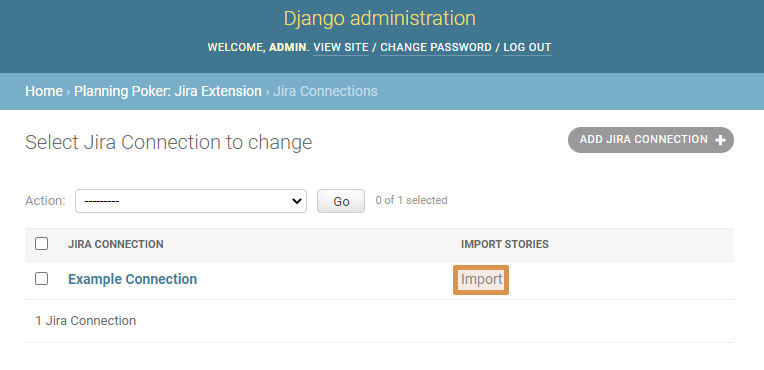 Django administration
WELCOME, ADMIN. VIEW SITE / CHANGE PASSWORD / LOG OUT
Home › Planning Poker: Jira Extension › Jira Connections
Select Jira Connection to change
ADD JIRA CONNECTION +
Action: --------- Go 0 of 1 selected
JIRA CONNECTION IMPORT STORIES
Example Connection Import
1 Jira Connection